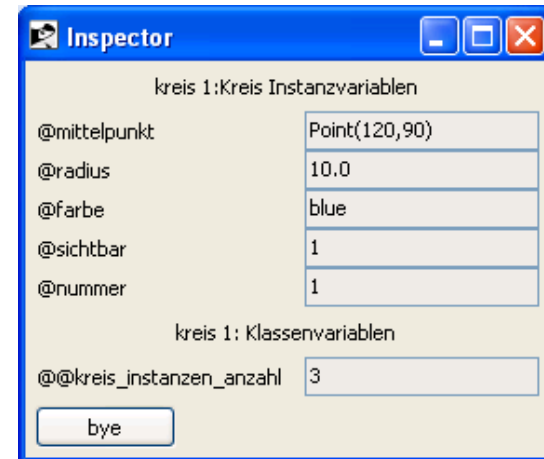 Inspector
kreis 1:Kreis Instanzvariablen
@mittelpunkt Point(120,90)
@radius 10.0
@farbe blue
@sichtbar 1
@nummer 1
kreis 1: Klassenvariablen
@@kreis_instanzen_anzahl 3
bye